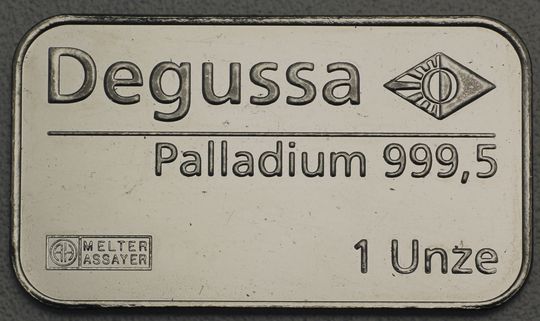 Degussa
Palladium 999,5
MELTER
ASSAYER
1 Unze